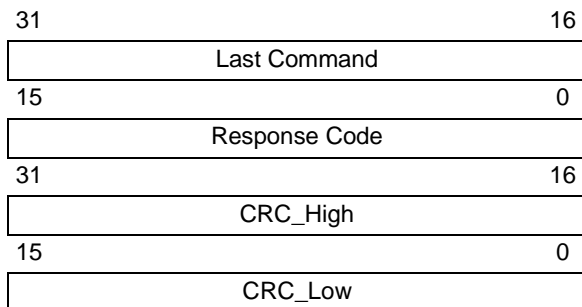 31 16
Last Command
15 0
Response Code
31 16
CRC_High
15 0
CRC_Low